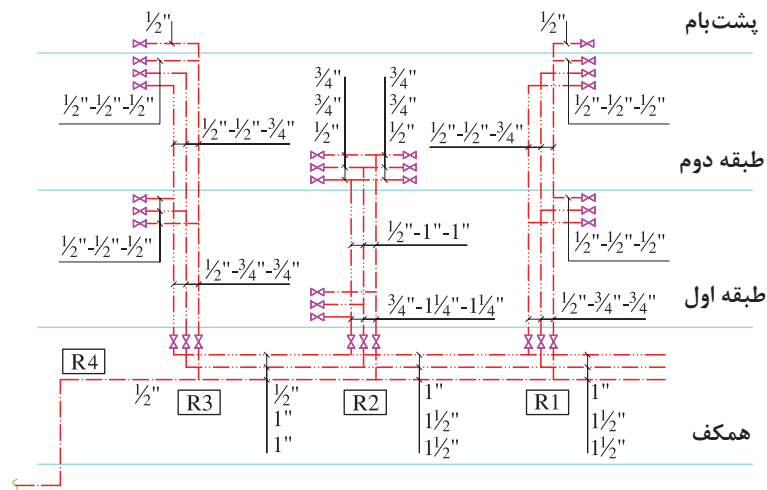 ½" ½" پشت‌بام
¾" ¾"
¾" ¾"
½"-½"-½" ½" ½" ½"-½"-½"
½"-½"-¾" ½"-½"-¾"
طبقه دوم
½"-1"-1"
½"-½"-½" ½"-½"-½"
½"-¾"-¾" ¾"-1¼"-1¼" ½"-¾"-¾" طبقه اول
R4
½" R3 ½" R2 1" R1 1"
1" 1½" 1½" همکف
1" 1½" 1½"